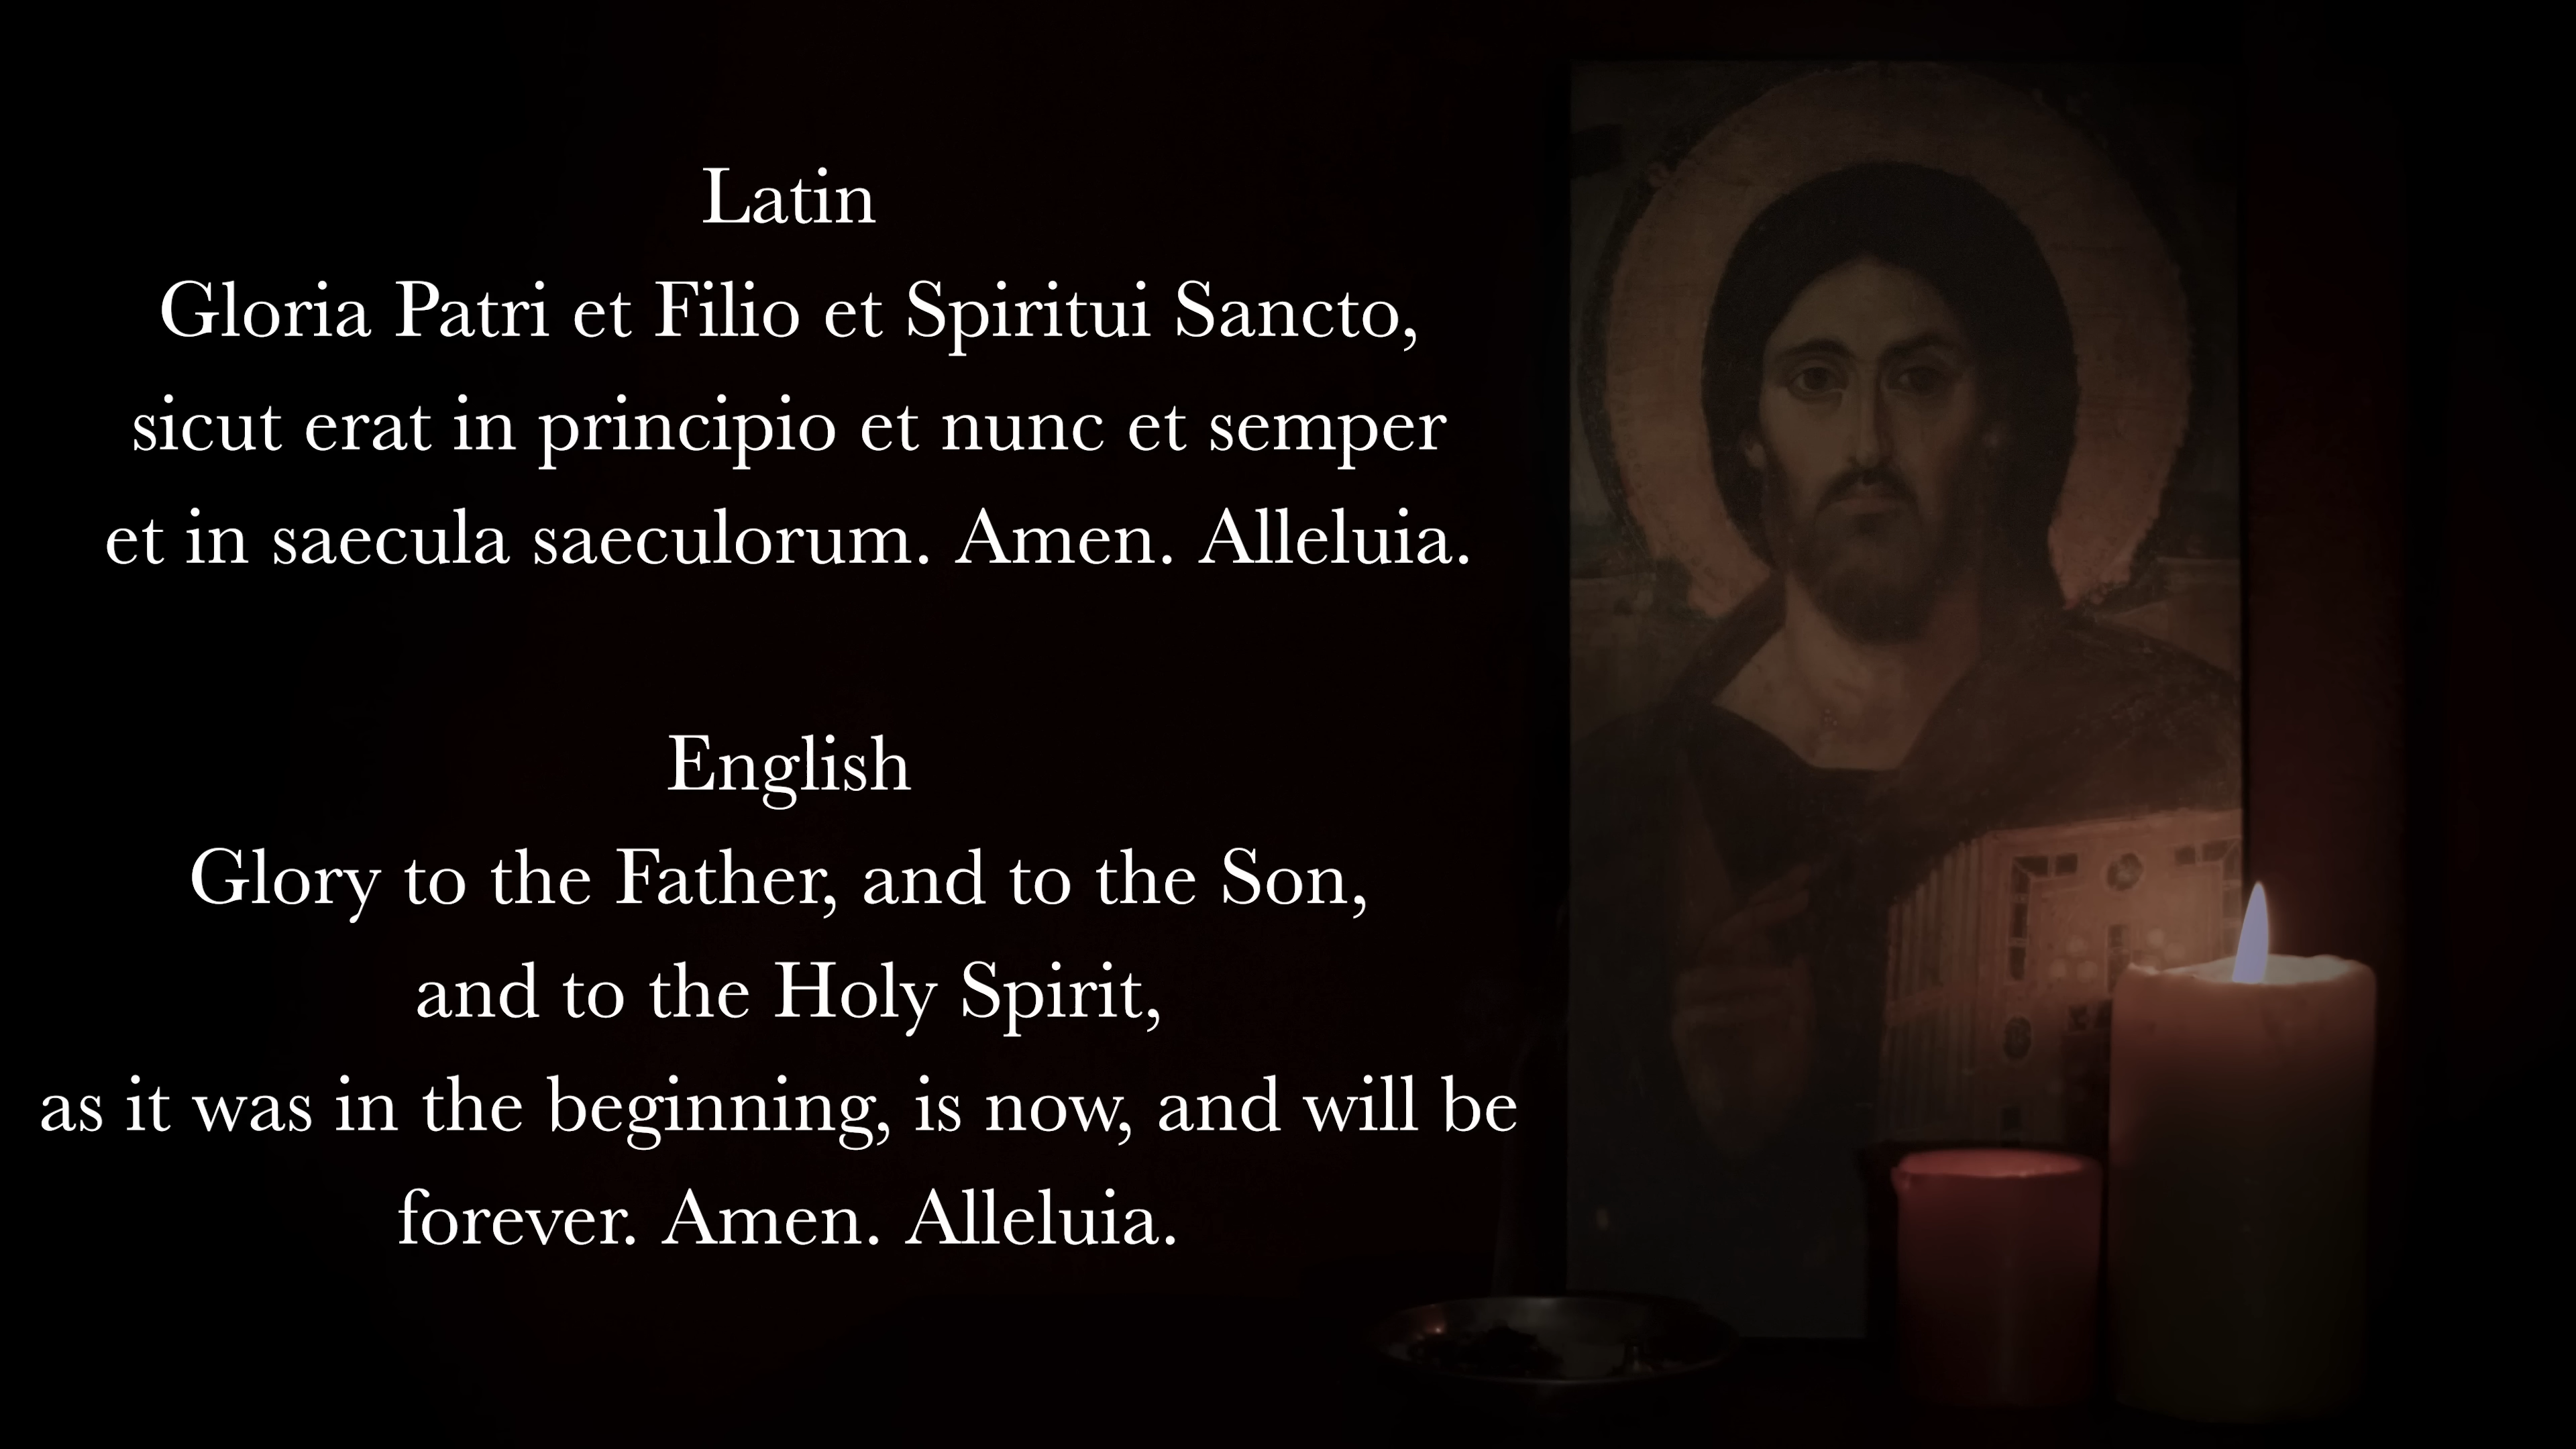 Latin
Gloria Patri et Filio et Spiritui Sancto,
sicut erat in principio et nunc et semper
et in saecula saeculorum. Amen. Alleluia.
English
Glory to the Father, and to the Son,
and to the Holy Spirit,
as it was in the beginning, is now, and will be
forever. Amen. Alleluia.